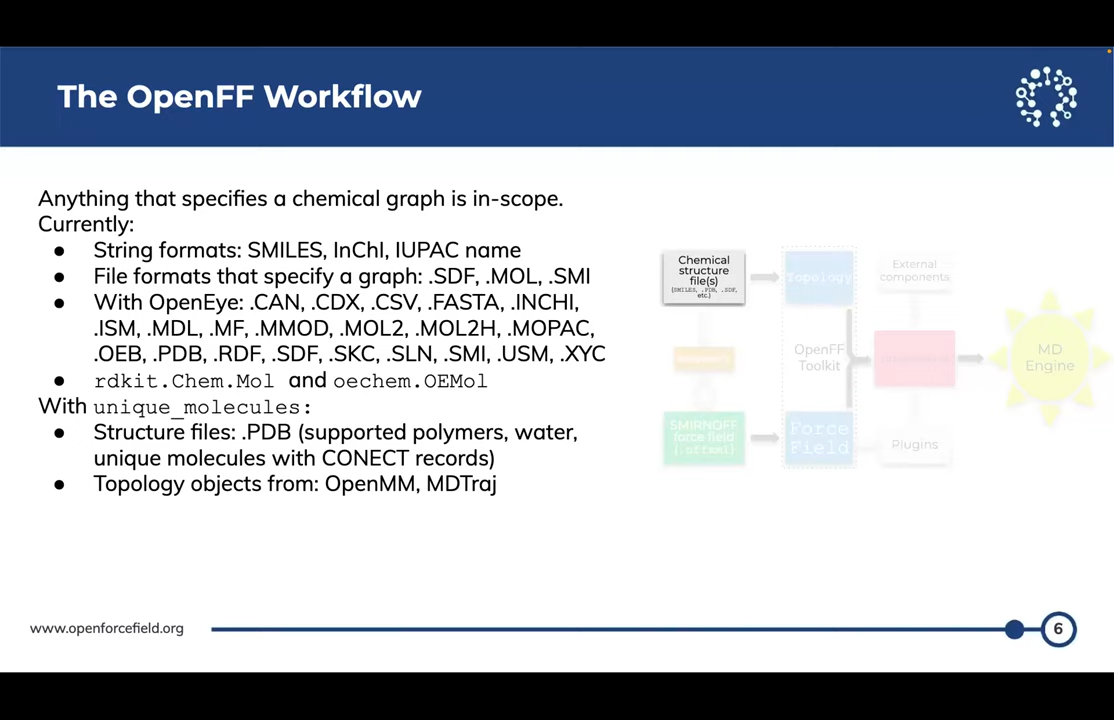 The OpenFF Workflow
Anything that specifies a chemical graph is in-scope.
Currently:
● String formats: SMILES, InChI, IUPAC name
● File formats that specify a graph: .SDF, .MOL, .SMI
● With OpenEye: .CAN, .CDX, .CSV, .FASTA, .INCHI,
.ISM, .MDL, .MF, .MMOD, .MOL2, .MOL2H, .MOPAC,
.OEB, .PDB, .RDF, .SDF, .SKC, .SLN, .SMI, .USM, .XYC
● rdkit.Chem.Mol and oechem.OEMol
With unique_molecules:
● Structure files: .PDB (supported polymers, water,
unique molecules with CONECT records)
● Topology objects from: OpenMM, MDTraj
Chemical
structure
file(s)
(SMILES, .PDB, .SDF,
etc.)
Topology
External
components
OpenFF
Toolkit
MD
Engine
SMIRNOFF
force field
(.offxml)
Force
Field
Plugins
www.openforcefield.org
6